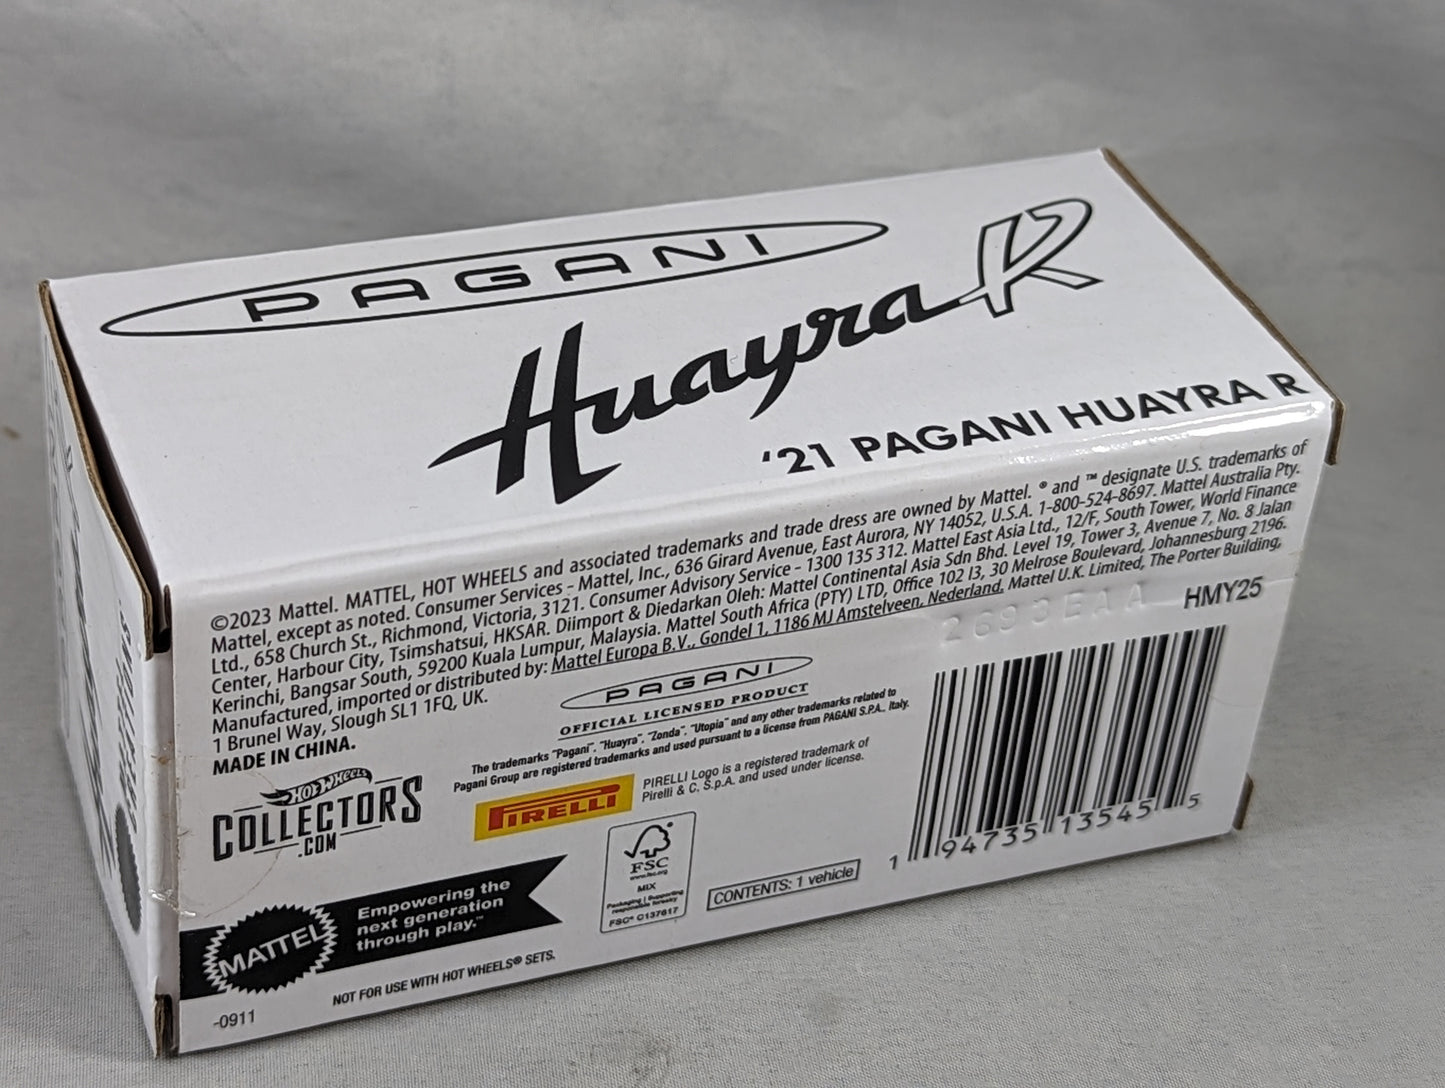 PAGANI
Huayra R
'21 PAGANI HUAYRA R
©2023 Mattel. MATTEL, HOT WHEELS and associated trademarks and trade dress are owned by Mattel. ® and ™ designate U.S. trademarks of
Mattel, except as noted. Consumer Services - Mattel, Inc., 636 Girard Avenue, East Aurora, NY 14052, U.S.A. 1-800-524-8697. Mattel Australia Pty.
Ltd., 658 Church St., Richmond, Victoria, 3121. Consumer Advisory Service - 1300 135 312. Mattel East Asia Ltd., 12/F, South Tower, World Finance
Center, Harbour City, Tsimshatsui, HKSAR. Diimport & Diedarkan Oleh: Mattel Continental Asia Sdn Bhd. Level 19, Tower 3, Avenue 7, No. 8 Jalan
Kerinchi, Bangsar South, 59200 Kuala Lumpur, Malaysia. Mattel South Africa (PTY) LTD, Office 102 I3, 30 Melrose Boulevard, Johannesburg 2196.
Manufactured, imported or distributed by: Mattel Europa B.V., Gondel 1, 1186 MJ Amstelveen, Nederland. Mattel U.K. Limited, The Porter Building,
1 Brunel Way, Slough SL1 1FQ, UK.
MADE IN CHINA.
2693EAA
HMY25
PAGANI
OFFICIAL LICENSED PRODUCT
The trademarks "Pagani", "Huayra", "Zonda", "Utopia" and any other trademarks related to
Pagani Group are registered trademarks and used pursuant to a license from PAGANI S.P.A., Italy.
HOT WHEELS
COLLECTORS
.COM
PIRELLI
PIRELLI Logo is a registered trademark of
Pirelli & C. S.p.A. and used under license.
FSC
www.fsc.org
MIX
Packaging | Supporting
responsible forestry
FSC® C137617
CONTENTS: 1 vehicle
1 94735 13545 5
MATTEL
Empowering the
next generation
through play.™
NOT FOR USE WITH HOT WHEELS® SETS.
-0911